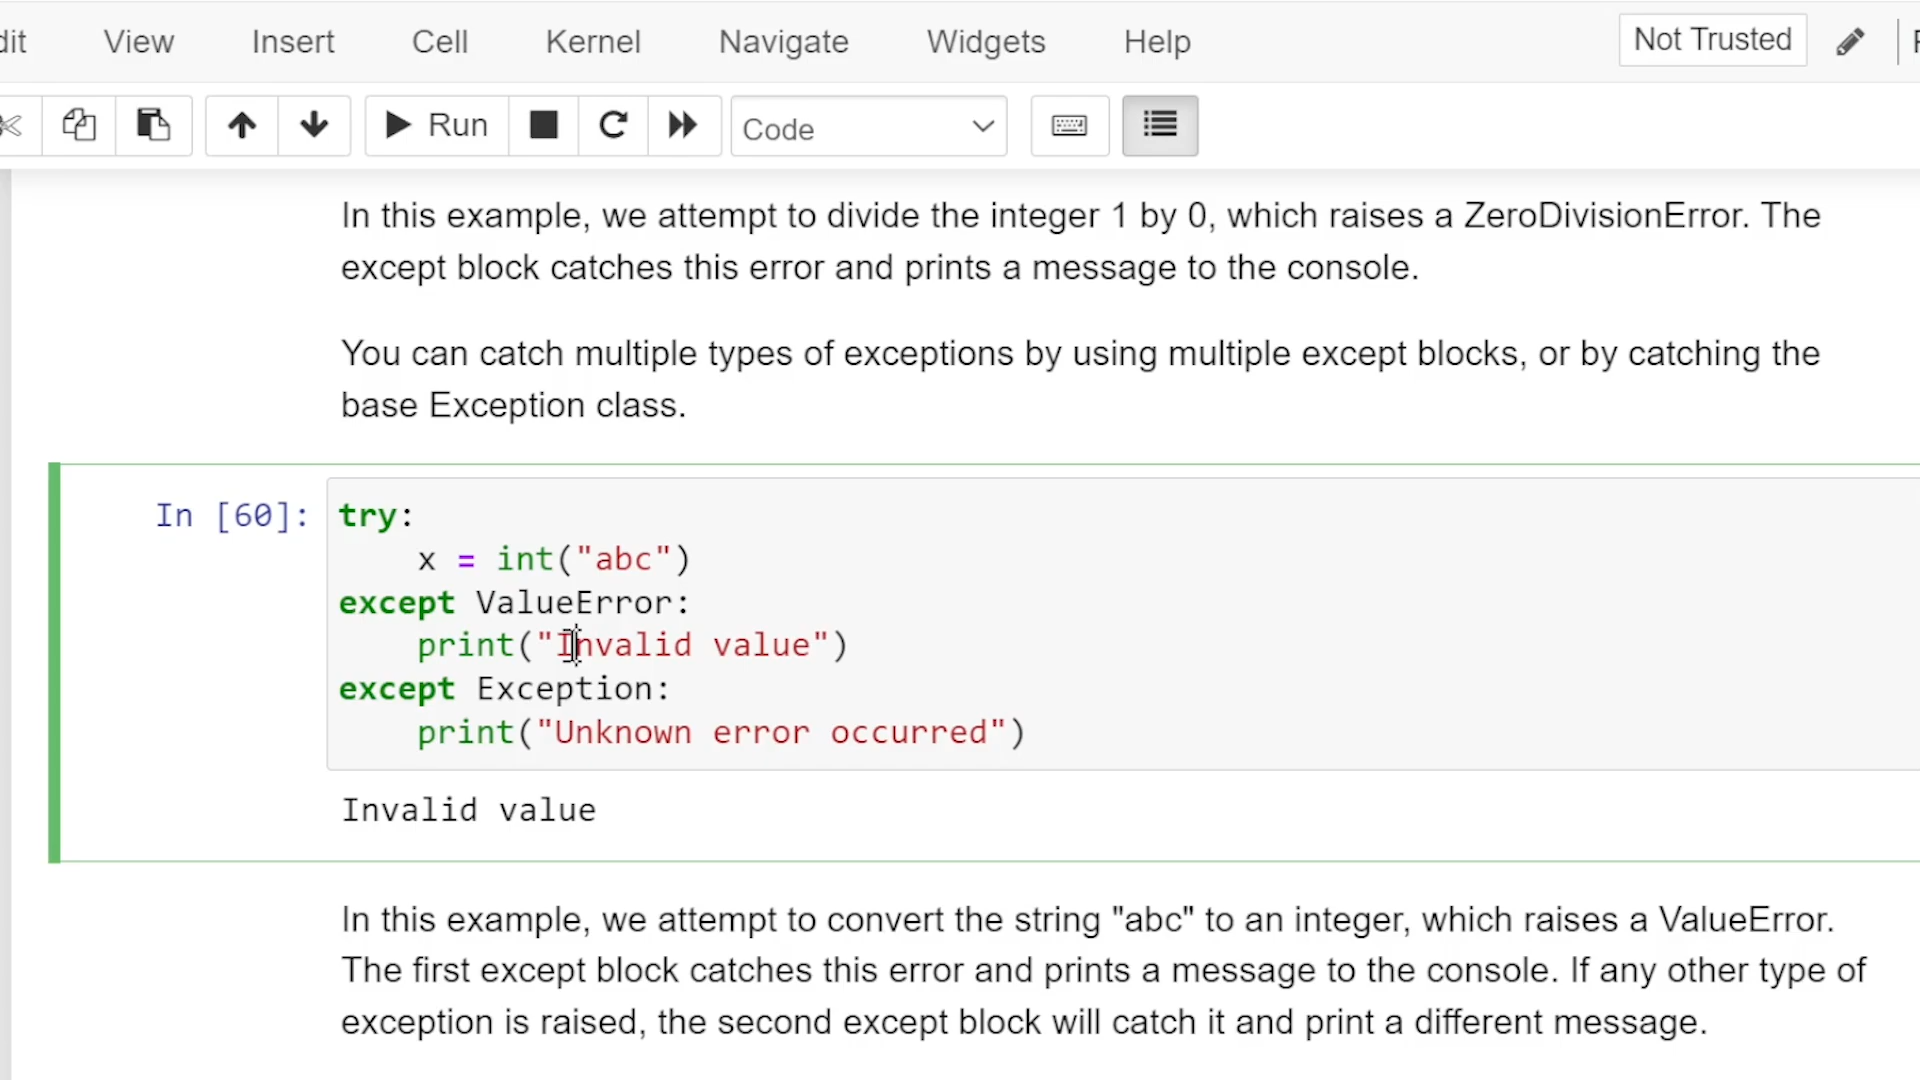 dit View Insert Cell Kernel Navigate Widgets Help Not Trusted
Run Code
In this example, we attempt to divide the integer 1 by 0, which raises a ZeroDivisionError. The
except block catches this error and prints a message to the console.
You can catch multiple types of exceptions by using multiple except blocks, or by catching the
base Exception class.
In [60]: try:
    x = int("abc")
except ValueError:
    print("Invalid value")
except Exception:
    print("Unknown error occurred")
Invalid value
In this example, we attempt to convert the string "abc" to an integer, which raises a ValueError.
The first except block catches this error and prints a message to the console. If any other type of
exception is raised, the second except block will catch it and print a different message.